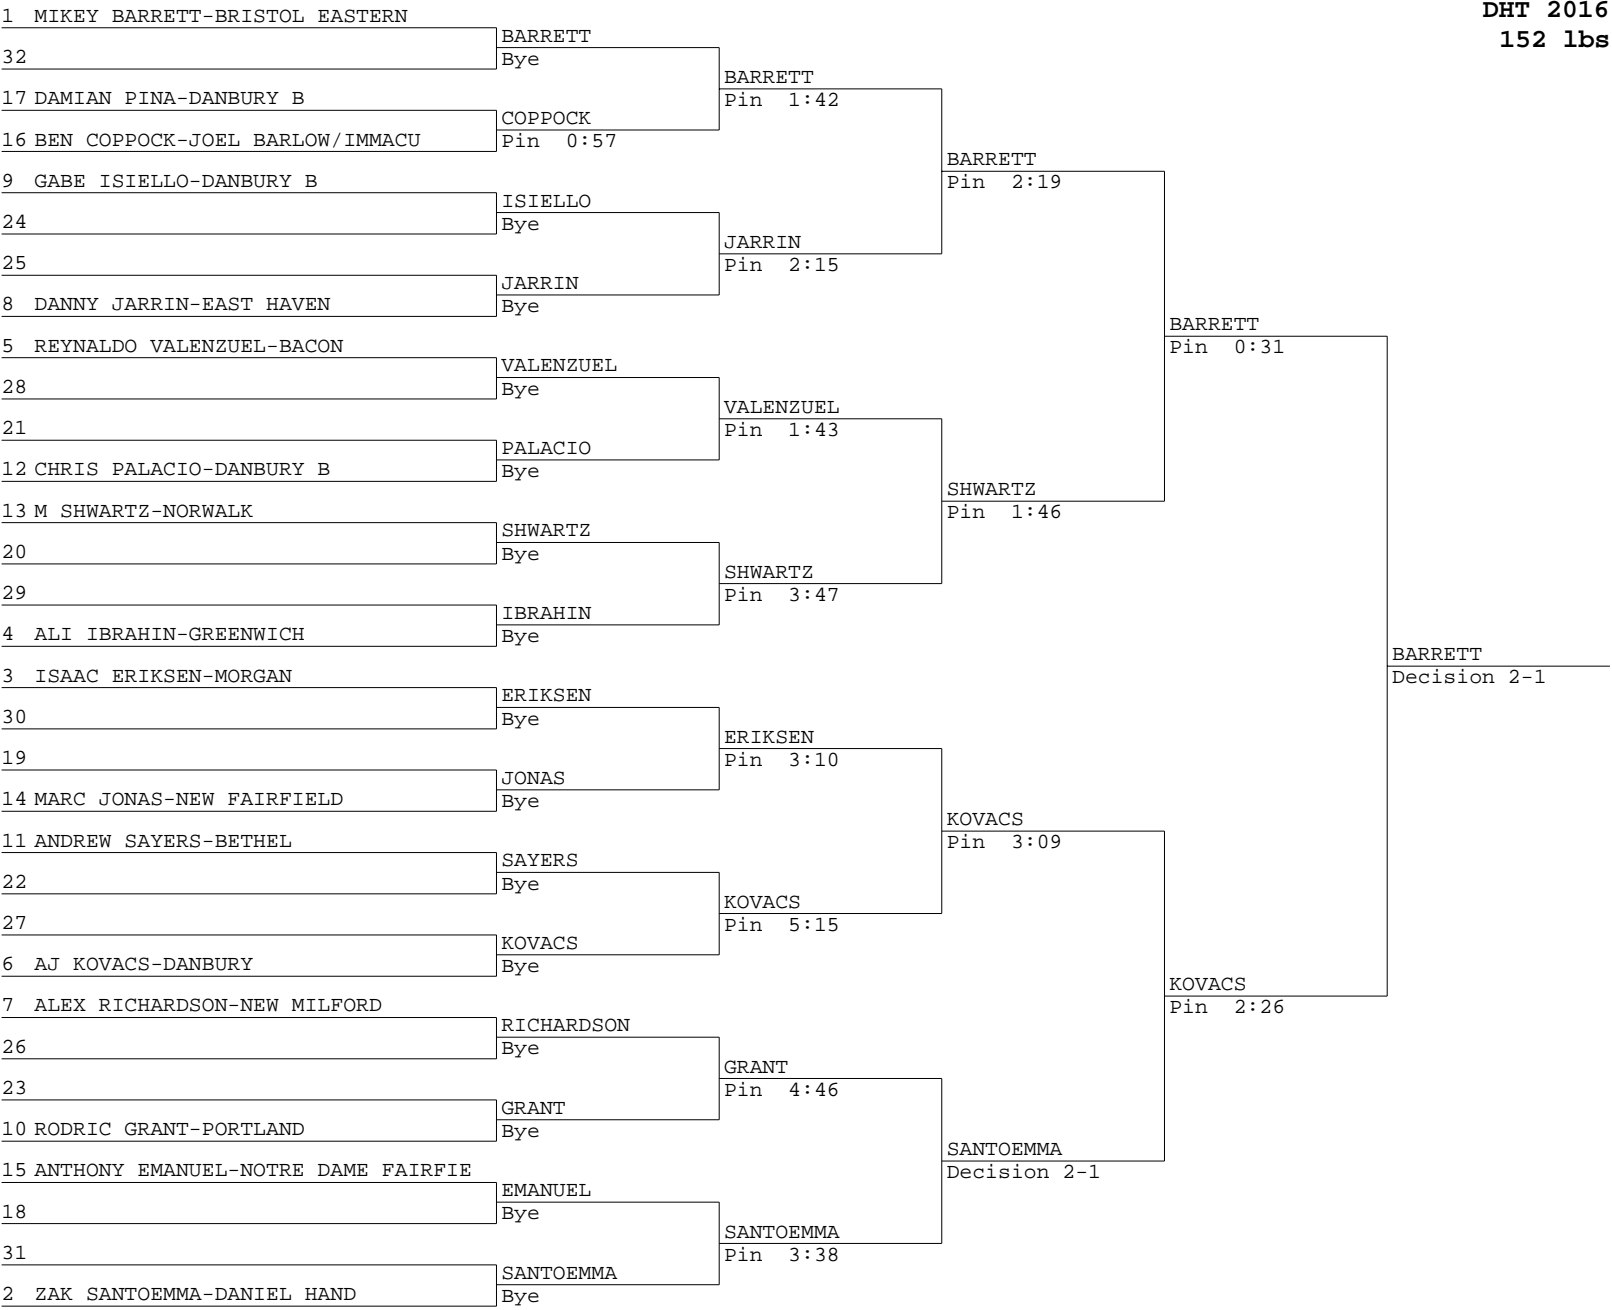 DHT 2016
152 lbs
1 MIKEY BARRETT-BRISTOL EASTERN
32
17 DAMIAN PINA-DANBURY B
16 BEN COPPOCK-JOEL BARLOW/IMMACU
9 GABE ISIELLO-DANBURY B
24
25
8 DANNY JARRIN-EAST HAVEN
5 REYNALDO VALENZUEL-BACON
28
21
12 CHRIS PALACIO-DANBURY B
13 M SHWARTZ-NORWALK
20
29
4 ALI IBRAHIN-GREENWICH
3 ISAAC ERIKSEN-MORGAN
30
19
14 MARC JONAS-NEW FAIRFIELD
11 ANDREW SAYERS-BETHEL
22
27
6 AJ KOVACS-DANBURY
7 ALEX RICHARDSON-NEW MILFORD
26
23
10 RODRIC GRANT-PORTLAND
15 ANTHONY EMANUEL-NOTRE DAME FAIRFIE
18
31
2 ZAK SANTOEMMA-DANIEL HAND
BARRETT
Bye
COPPOCK
Pin 0:57
ISIELLO
Bye
JARRIN
Bye
VALENZUEL
Bye
PALACIO
Bye
SHWARTZ
Bye
IBRAHIN
Bye
ERIKSEN
Bye
JONAS
Bye
SAYERS
Bye
KOVACS
Bye
RICHARDSON
Bye
GRANT
Bye
EMANUEL
Bye
SANTOEMMA
Bye
BARRETT
Pin 1:42
JARRIN
Pin 2:15
VALENZUEL
Pin 1:43
SHWARTZ
Pin 3:47
ERIKSEN
Pin 3:10
KOVACS
Pin 5:15
GRANT
Pin 4:46
SANTOEMMA
Pin 3:38
BARRETT
Pin 2:19
SHWARTZ
Pin 1:46
KOVACS
Pin 3:09
SANTOEMMA
Decision 2-1
BARRETT
Pin 0:31
KOVACS
Pin 2:26
BARRETT
Decision 2-1